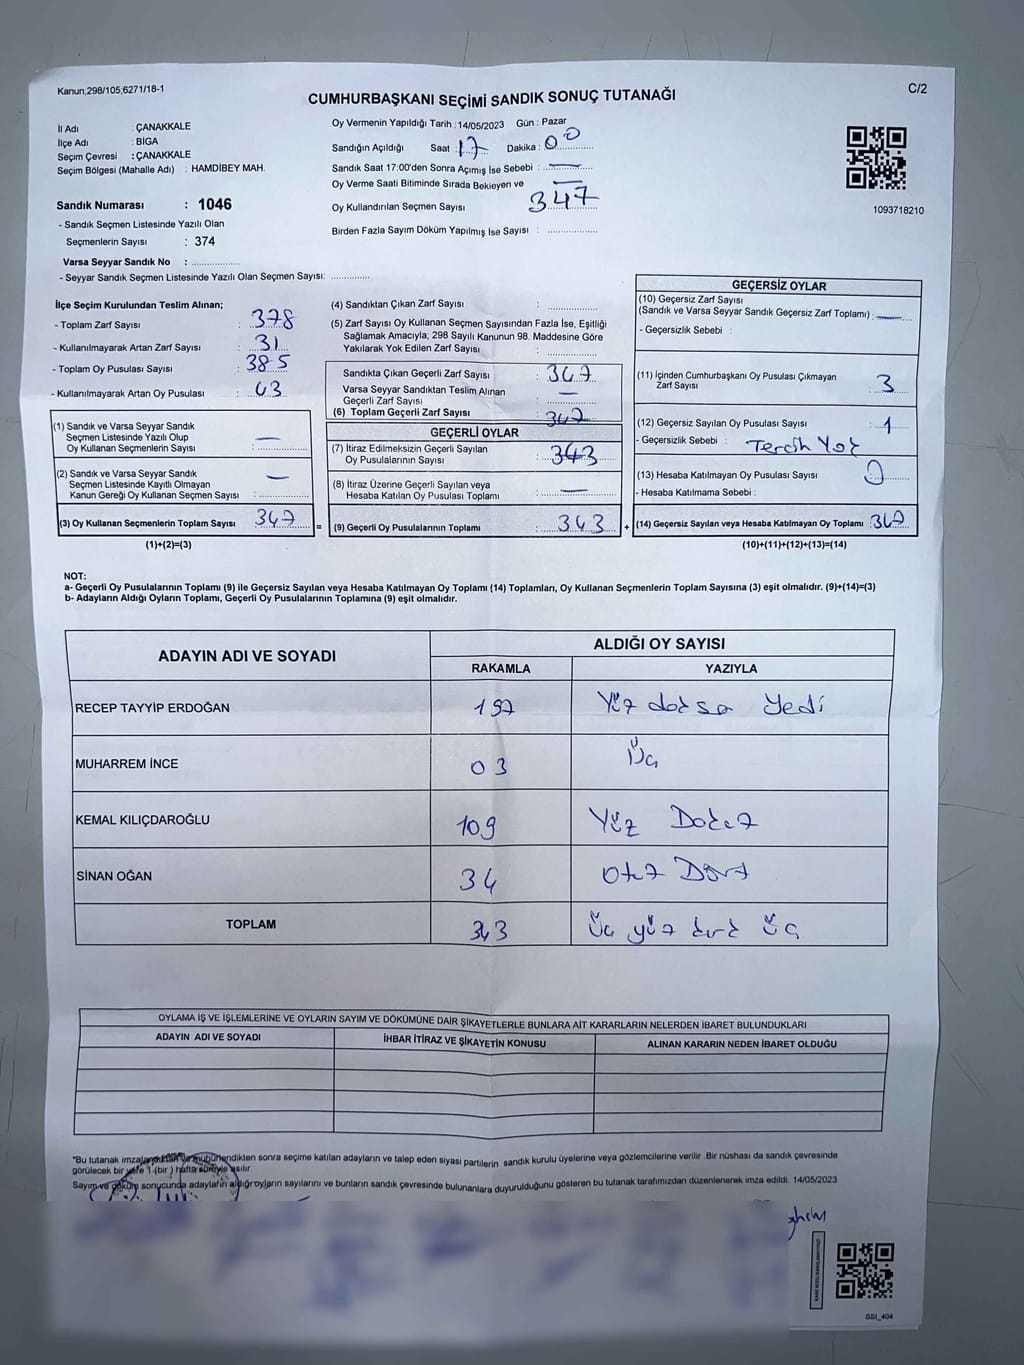 Kanun,298/105,6271/18-1
C/2
CUMHURBAŞKANI SEÇİMİ SANDIK SONUÇ TUTANAĞI
İl Adı : ÇANAKKALE
İlçe Adı : BİGA
Seçim Çevresi : ÇANAKKALE
Seçim Bölgesi (Mahalle Adı) : HAMDİBEY MAH.
Sandık Numarası : 1046
- Sandık Seçmen Listesinde Yazılı Olan
Seçmenlerin Sayısı : 374
Varsa Seyyar Sandık No :
- Seyyar Sandık Seçmen Listesinde Yazılı Olan Seçmen Sayısı:
Oy Vermenin Yapıldığı Tarih : 14/05/2023 Gün : Pazar
Sandığın Açıldığı Saat : 17 Dakika : 00
Sandık Saat 17:00'den Sonra Açımış İse Sebebi : —
Oy Verme Saati Bitiminde Sırada Bekleyen ve —
Oy Kullandırılan Seçmen Sayısı 347
Birden Fazla Sayım Döküm Yapılmış İse Sayısı :
1093718210
İlçe Seçim Kurulundan Teslim Alınan;
- Toplam Zarf Sayısı : 378
- Kullanılmayarak Artan Zarf Sayısı : 31
- Toplam Oy Pusulası Sayısı : 385
- Kullanılmayarak Artan Oy Pusulası : 43
(1) Sandık ve Varsa Seyyar Sandık
Seçmen Listesinde Yazılı Olup
Oy Kullanan Seçmenlerin Sayısı : —
(2) Sandık ve Varsa Seyyar Sandık
Seçmen Listesinde Kayıtlı Olmayan
Kanun Gereği Oy Kullanan Seçmen Sayısı : —
(3) Oy Kullanan Seçmenlerin Toplam Sayısı 347
(1)+(2)=(3)
=
(4) Sandıktan Çıkan Zarf Sayısı :
(5) Zarf Sayısı Oy Kullanan Seçmen Sayısından Fazla İse, Eşitliği
Sağlamak Amacıyla; 298 Sayılı Kanunun 98. Maddesine Göre
Yakılarak Yok Edilen Zarf Sayısı :
Sandıkta Çıkan Geçerli Zarf Sayısı : 347
Varsa Seyyar Sandıktan Teslim Alınan
Geçerli Zarf Sayısı : —
(6) Toplam Geçerli Zarf Sayısı : 347
GEÇERLİ OYLAR
(7) İtiraz Edilmeksizin Geçerli Sayılan
Oy Pusulalarının Sayısı : 343
(8) İtiraz Üzerine Geçerli Sayılan veya
Hesaba Katılan Oy Pusulası Toplamı : —
(9) Geçerli Oy Pusulalarının Toplamı : 343
+
GEÇERSİZ OYLAR
(10) Geçersiz Zarf Sayısı
(Sandık ve Varsa Seyyar Sandık Geçersiz Zarf Toplamı) : —
- Geçersizlik Sebebi :
(11) İçinden Cumhurbaşkanı Oy Pusulası Çıkmayan
Zarf Sayısı : 3
(12) Geçersiz Sayılan Oy Pusulası Sayısı : 1
- Geçersizlik Sebebi : Tercih Yok
(13) Hesaba Katılmayan Oy Pusulası Sayısı : 0
- Hesaba Katılmama Sebebi :
(14) Geçersiz Sayılan veya Hesaba Katılmayan Oy Toplamı : 347
(10)+(11)+(12)+(13)=(14)
NOT:
a- Geçerli Oy Pusulalarının Toplamı (9) ile Geçersiz Sayılan veya Hesaba Katılmayan Oy Toplamı (14) Toplamları, Oy Kullanan Seçmenlerin Toplam Sayısına (3) eşit olmalıdır. (9)+(14)=(3)
b- Adayların Aldığı Oyların Toplamı, Geçerli Oy Pusulalarının Toplamına (9) eşit olmalıdır.
ADAYIN ADI VE SOYADI
ALDIĞI OY SAYISI
RAKAMLA YAZIYLA
RECEP TAYYİP ERDOĞAN 197 Yüz doksan Yedi
MUHARREM İNCE 03 Üç
KEMAL KILIÇDAROĞLU 109 Yüz Dokuz
SİNAN OĞAN 34 Otuz Dört
TOPLAM 343 Üç yüz kırk üç
OYLAMA İŞ VE İŞLEMLERİNE VE OYLARIN SAYIM VE DÖKÜMÜNE DAİR ŞİKAYETLERLE BUNLARA AİT KARARLARIN NELERDEN İBARET BULUNDUKLARI
ADAYIN ADI VE SOYADI İHBAR İTİRAZ VE ŞİKAYETİN KONUSU ALINAN KARARIN NEDEN İBARET OLDUĞU
*Bu tutanak imzalandıktan ve mühürlendikten sonra seçime katılan adayların ve talep eden siyasi partilerin sandık kurulu üyelerine veya gözlemcilerine verilir .Bir nüshası da sandık çevresinde
görülecek bir yere 1 (bir ) hafta süreyle asılır.
Sayım ve döküm sonucunda adayların aldığı oyların sayılarını ve bunların sandık çevresinde bulunanlara duyurulduğunu gösteren bu tutanak tarafımızdan düzenlenerek imza edildi. 14/05/2023
SSI_404